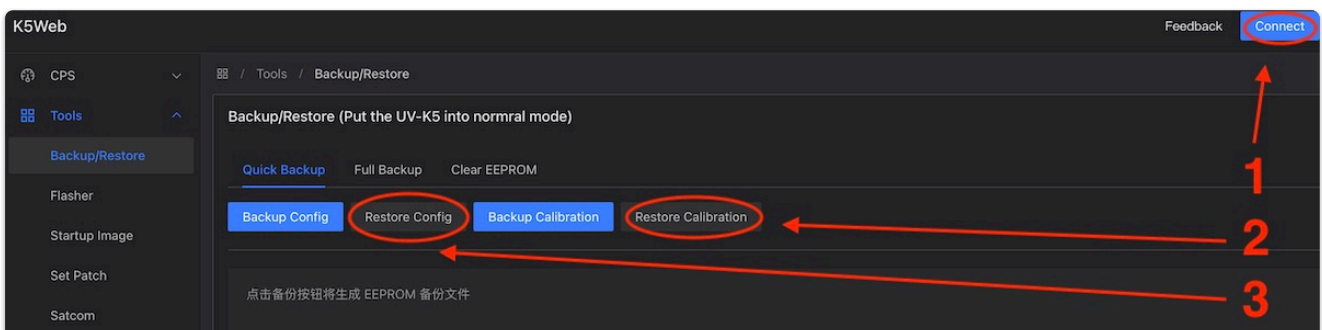 K5Web
Feedback
Connect
CPS
/ Tools / Backup/Restore
Tools
Backup/Restore (Put the UV-K5 into normral mode)
Backup/Restore
Quick Backup Full Backup Clear EEPROM
1
Flasher
Backup Config Restore Config Backup Calibration Restore Calibration
Startup Image
2
Set Patch
点击备份按钮将生成 EEPROM 备份文件
3
Satcom